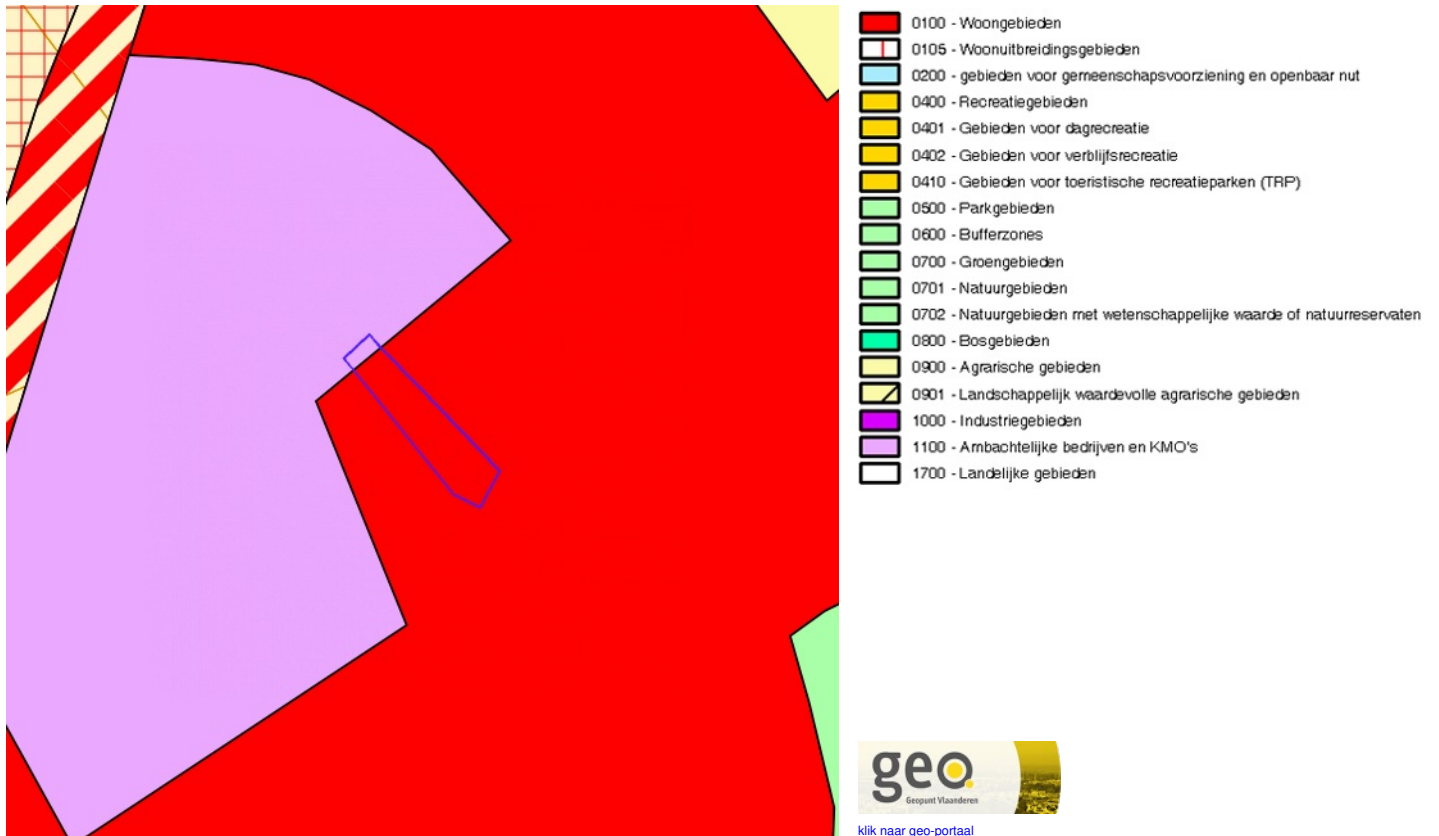 0100 - Woongebieden
0105 - Woonuitbreidingsgebieden
0200 - gebieden voor gemeenschapsvoorziening en openbaar nut
0400 - Recreatiegebieden
0401 - Gebieden voor dagrecreatie
0402 - Gebieden voor verblijfsrecreatie
0410 - Gebieden voor toeristische recreatieparken (TRP)
0500 - Parkgebieden
0600 - Bufferzones
0700 - Groengebieden
0701 - Natuurgebieden
0702 - Natuurgebieden met wetenschappelijke waarde of natuurreservaten
0800 - Bosgebieden
0900 - Agrarische gebieden
0901 - Landschappelijk waardevolle agrarische gebieden
1000 - Industriegebieden
1100 - Ambachtelijke bedrijven en KMO's
1700 - Landelijke gebieden
geo.
Geopunt Vlaanderen
klik naar geo-portaal